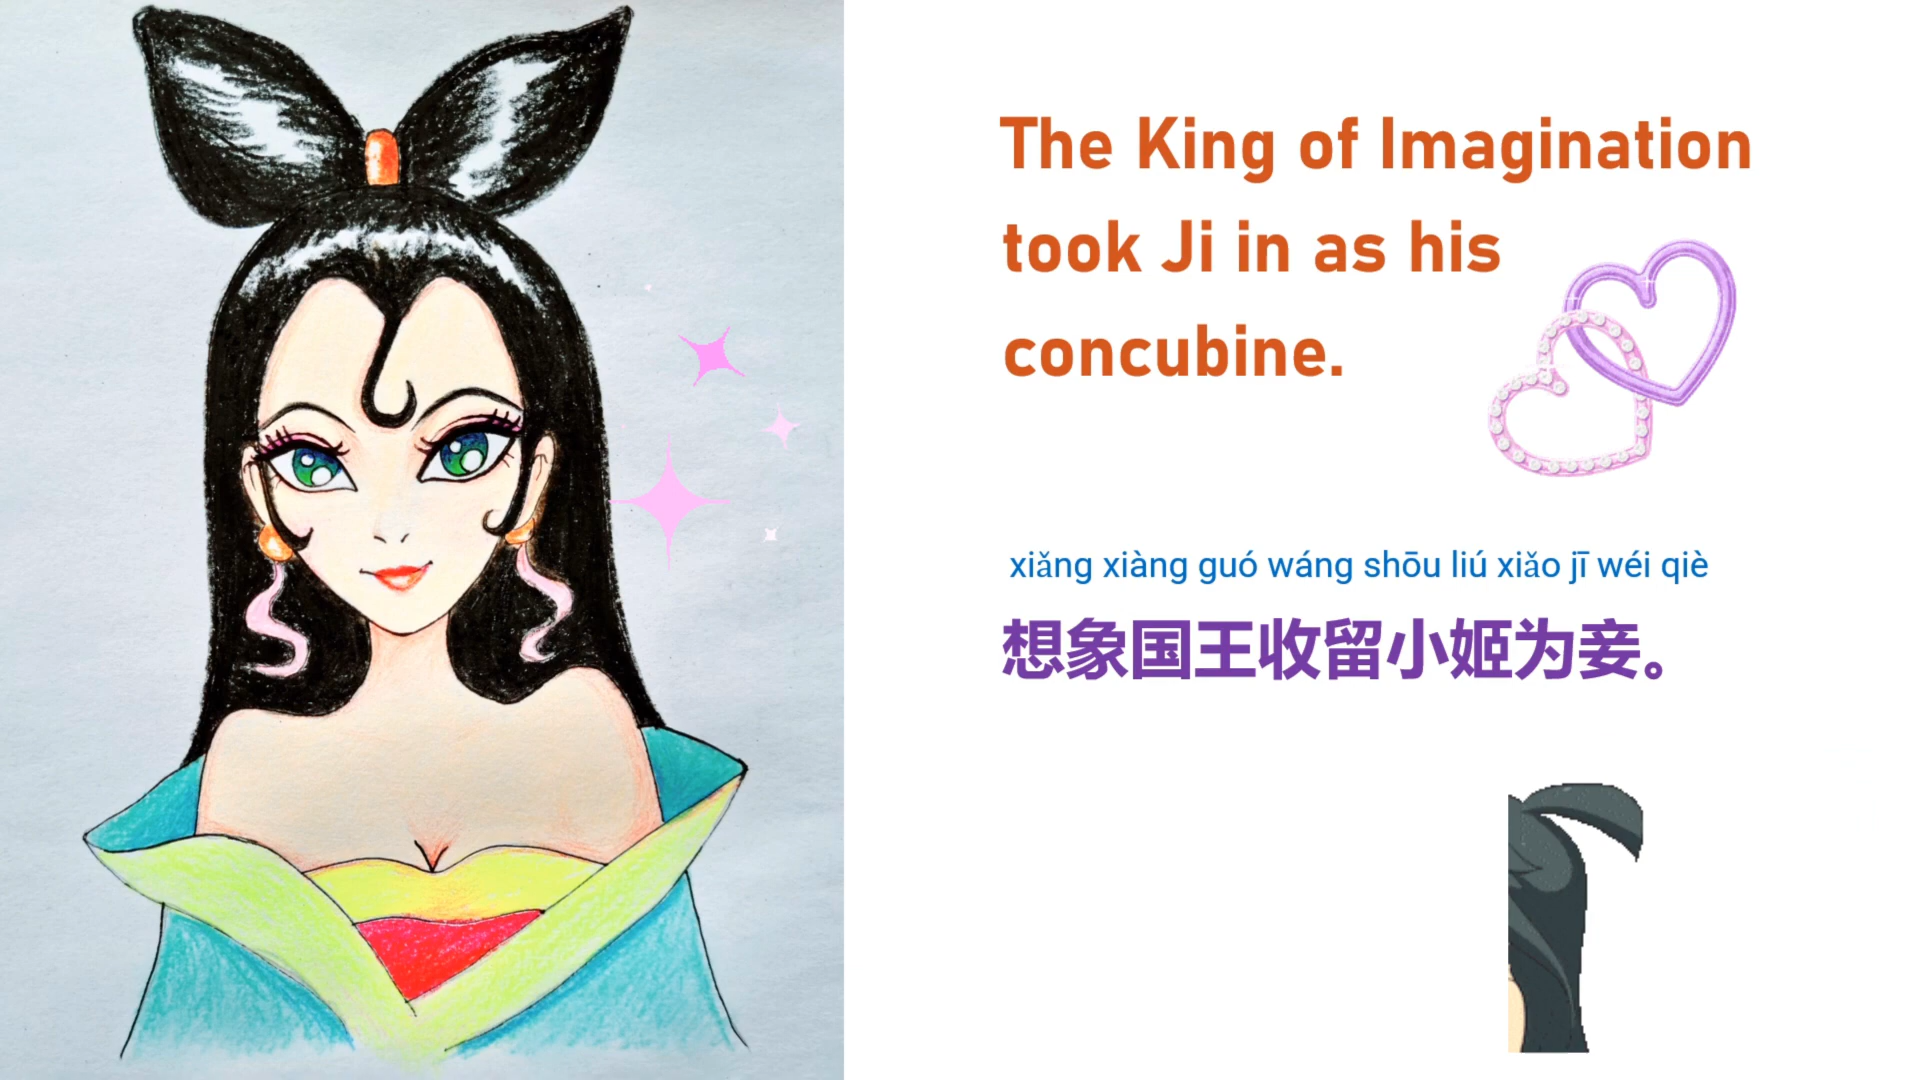 The King of Imagination
took Ji in as his
concubine.
xiǎng xiàng guó wáng shōu liú xiǎo jī wéi qiè
想象国王收留小姬为妾。